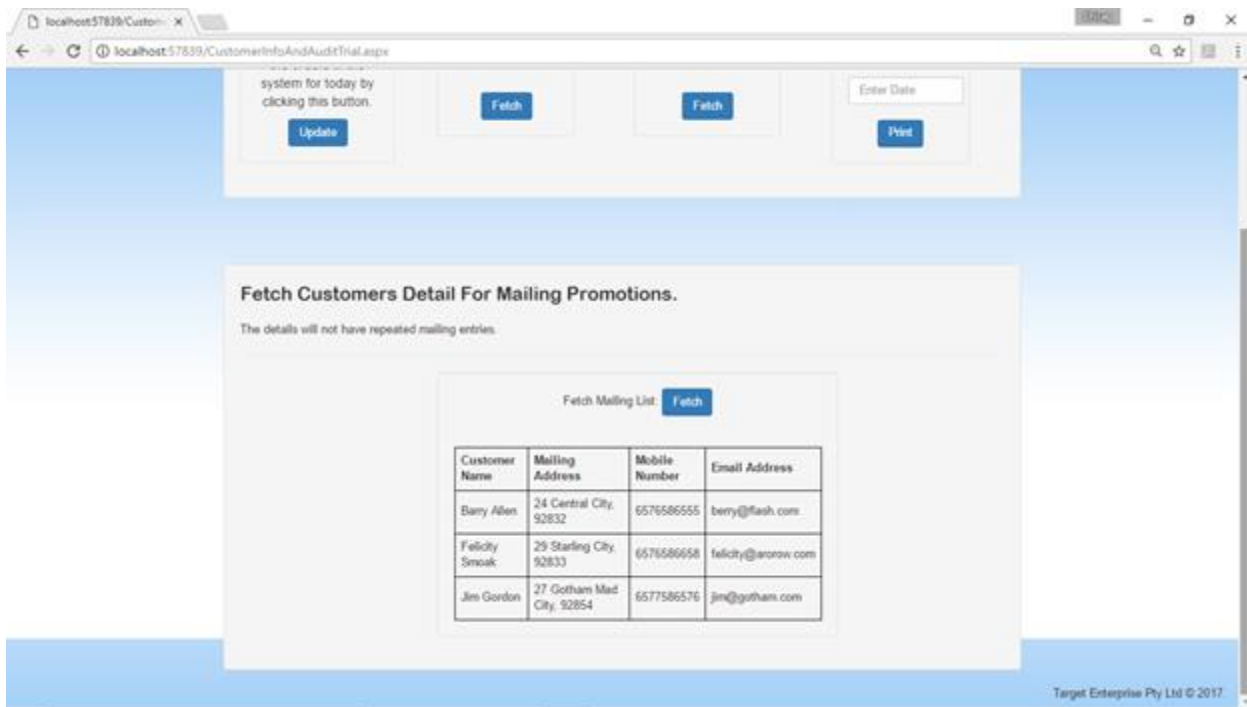 localhost:57839/Custom
localhost:57839/CustomerInfoAndAuditTrial.aspx
system for today by
clicking this button.
Update
Fetch
Fetch
Enter Date
Print
Fetch Customers Detail For Mailing Promotions.
The details will not have repeated mailing entries.
Fetch Mailing List: Fetch
Customer Name Mailing Address Mobile Number Email Address
Barry Allen 24 Central City, 92832 6576586555 berry@flash.com
Felicity Smoak 29 Starling City, 92833 6576586658 felicity@arorow.com
Jim Gordon 27 Gotham Mad City, 92854 6577586576 jim@gotham.com
Target Enterprise Pty Ltd © 2017